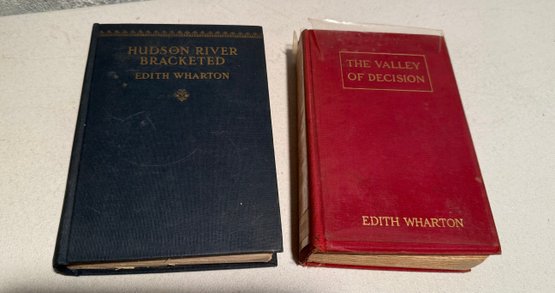 HUDSON RIVER
BRACKETED
EDITH WHARTON
THE VALLEY
OF DECISION
EDITH WHARTON